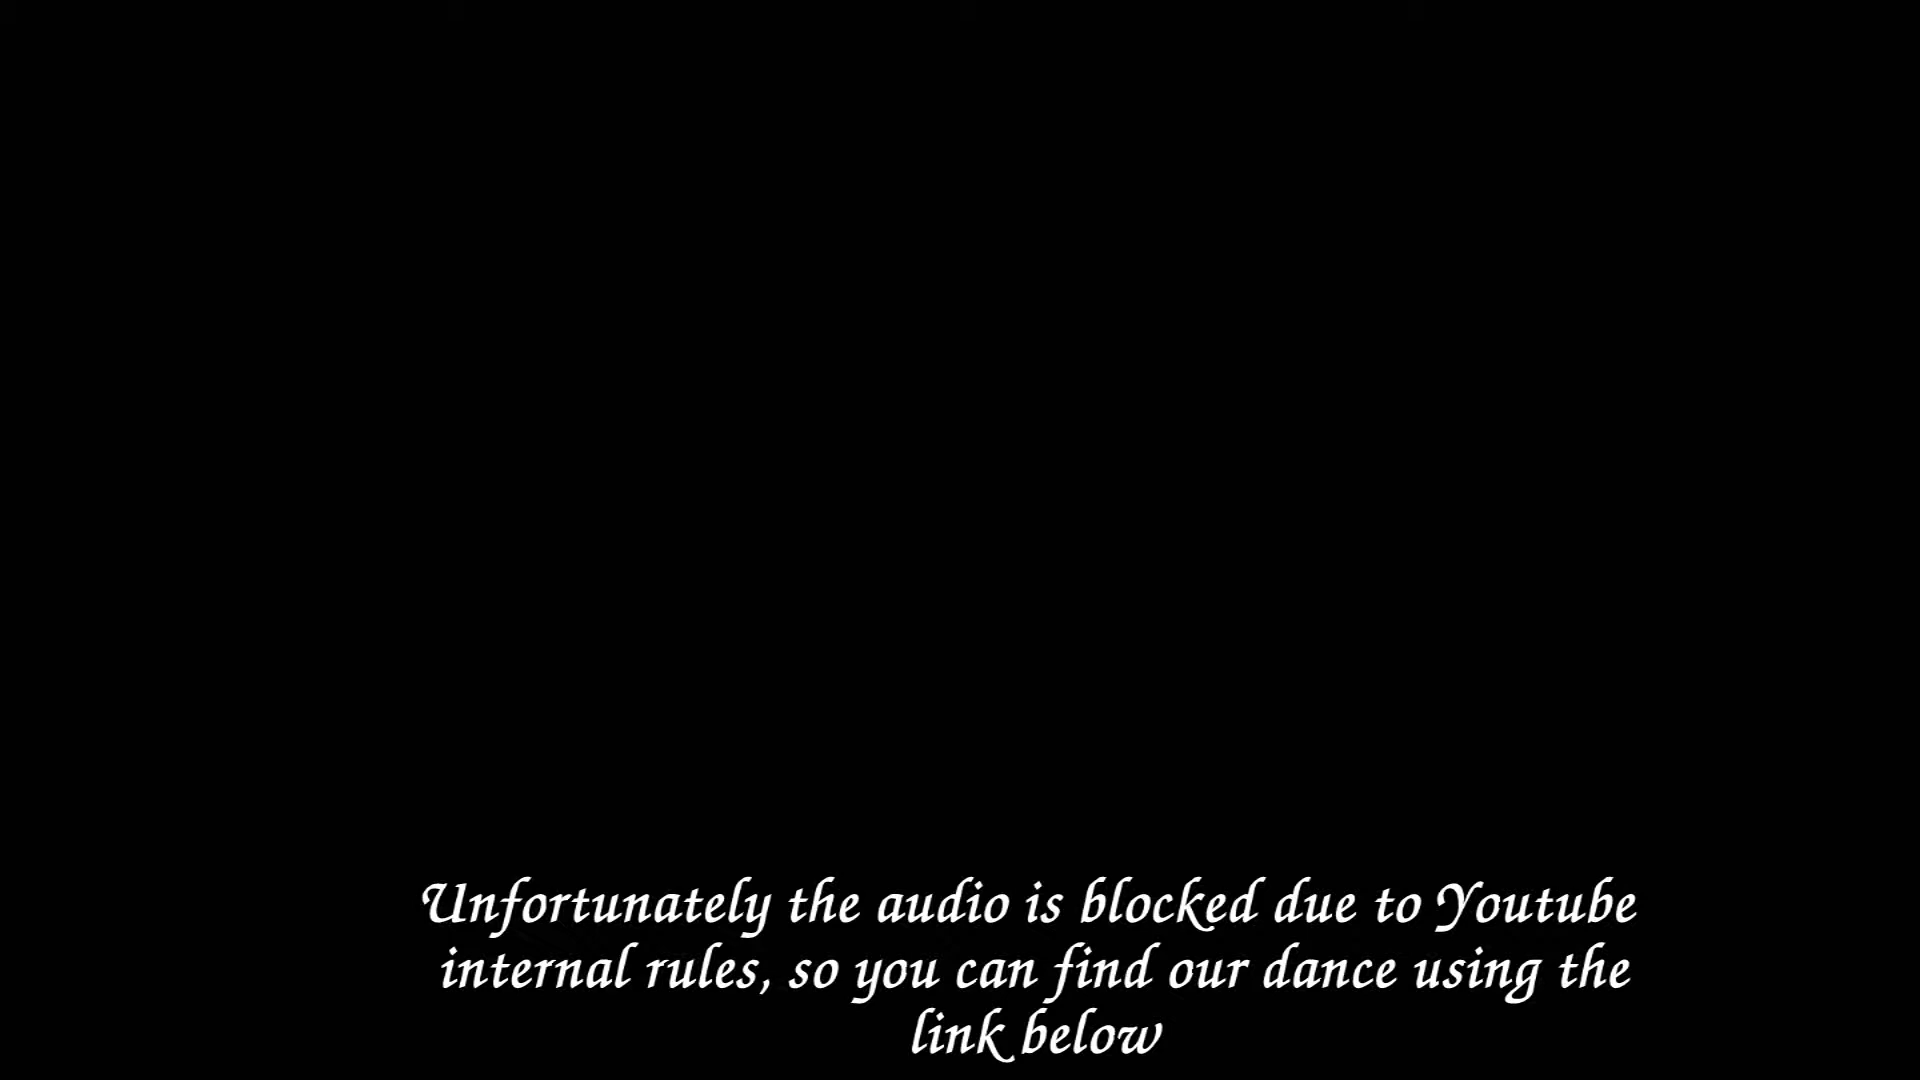 Unfortunately the audio is blocked due to Youtube
internal rules, so you can find our dance using the
link below